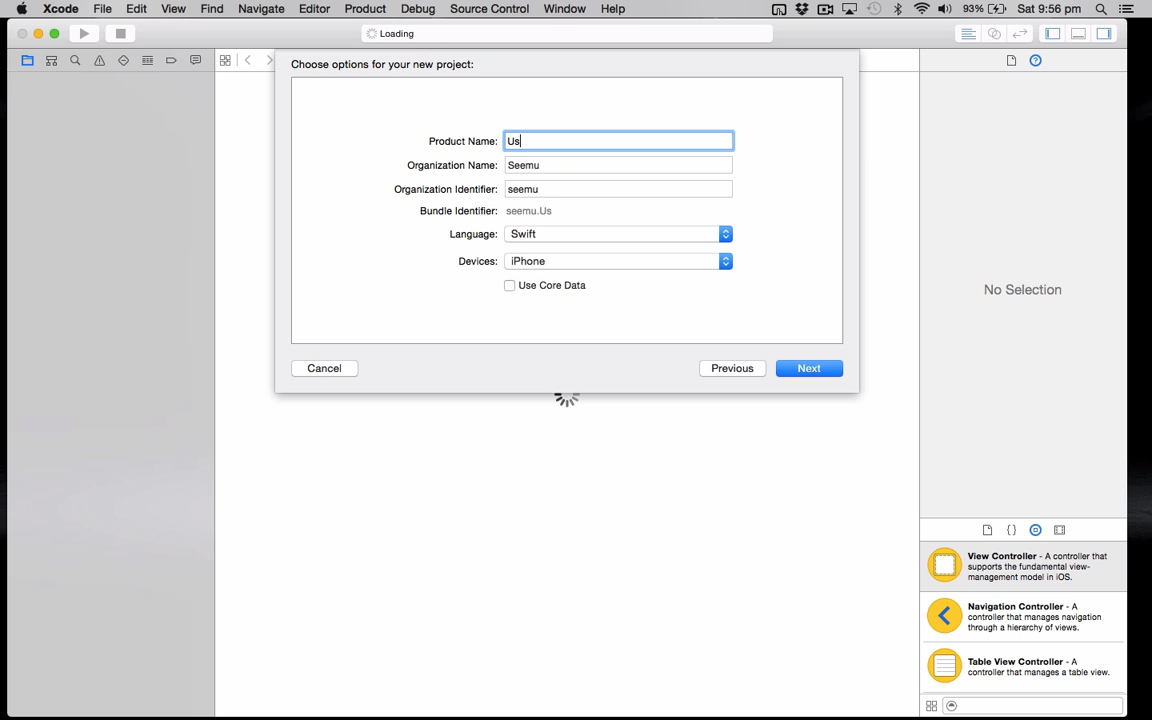 Xcode File Edit View Find Navigate Editor Product Debug Source Control Window Help 93% Sat 9:56 pm
Loading
Choose options for your new project:
Product Name: Us
Organization Name: Seemu
Organization Identifier: seemu
Bundle Identifier: seemu.Us
Language: Swift
Devices: iPhone
Use Core Data
Cancel Previous Next
No Selection
{ }
View Controller - A controller that
supports the fundamental view-
management model in iOS.
Navigation Controller - A
controller that manages navigation
through a hierarchy of views.
Table View Controller - A
controller that manages a table view.